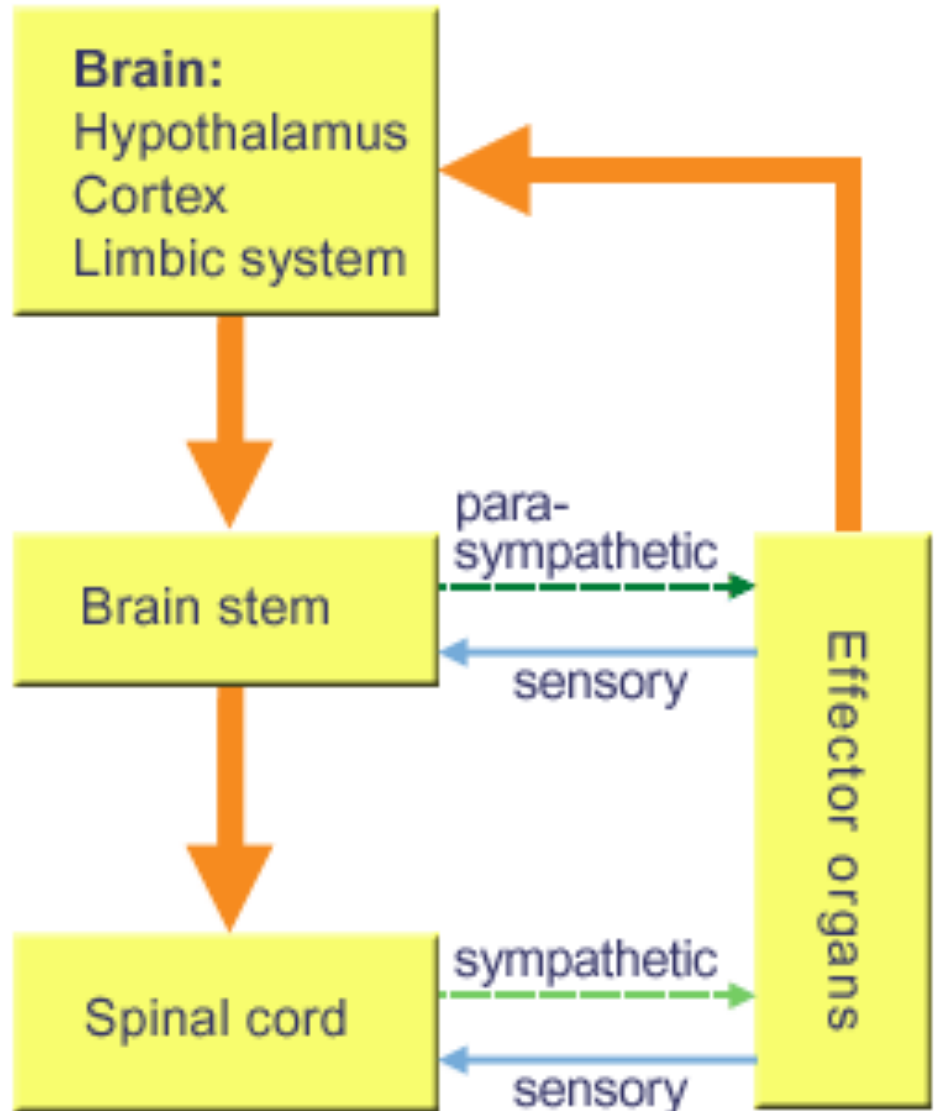 Brain:
Hypothalamus
Cortex
Limbic system
para-
sympathetic
Brain stem
sensory
Effector organs
sympathetic
Spinal cord
sensory